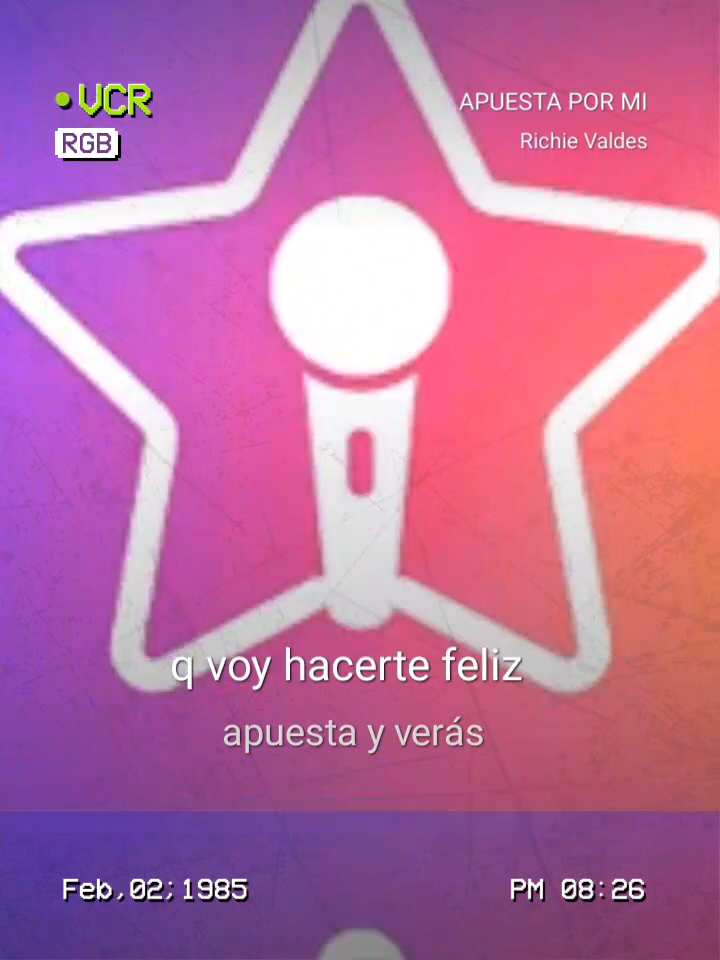 VCR
RGB
APUESTA POR MI
Richie Valdes
q voy hacerte feliz
apuesta y verás
Feb,02;1985
PM 08:26